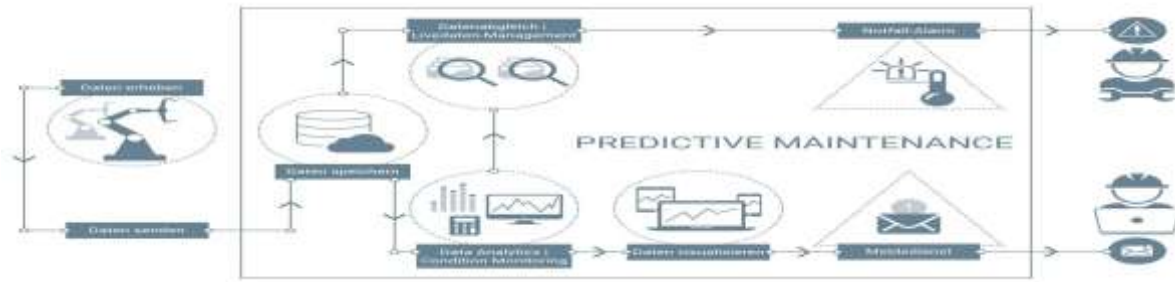 Daten erheben
Daten senden
Daten speichern
Datenabgleich |
Livedaten-Management
Notfall-Alarm
PREDICTIVE MAINTENANCE
Data Analytics |
Condition Monitoring
Daten visualisieren
Meldedienst